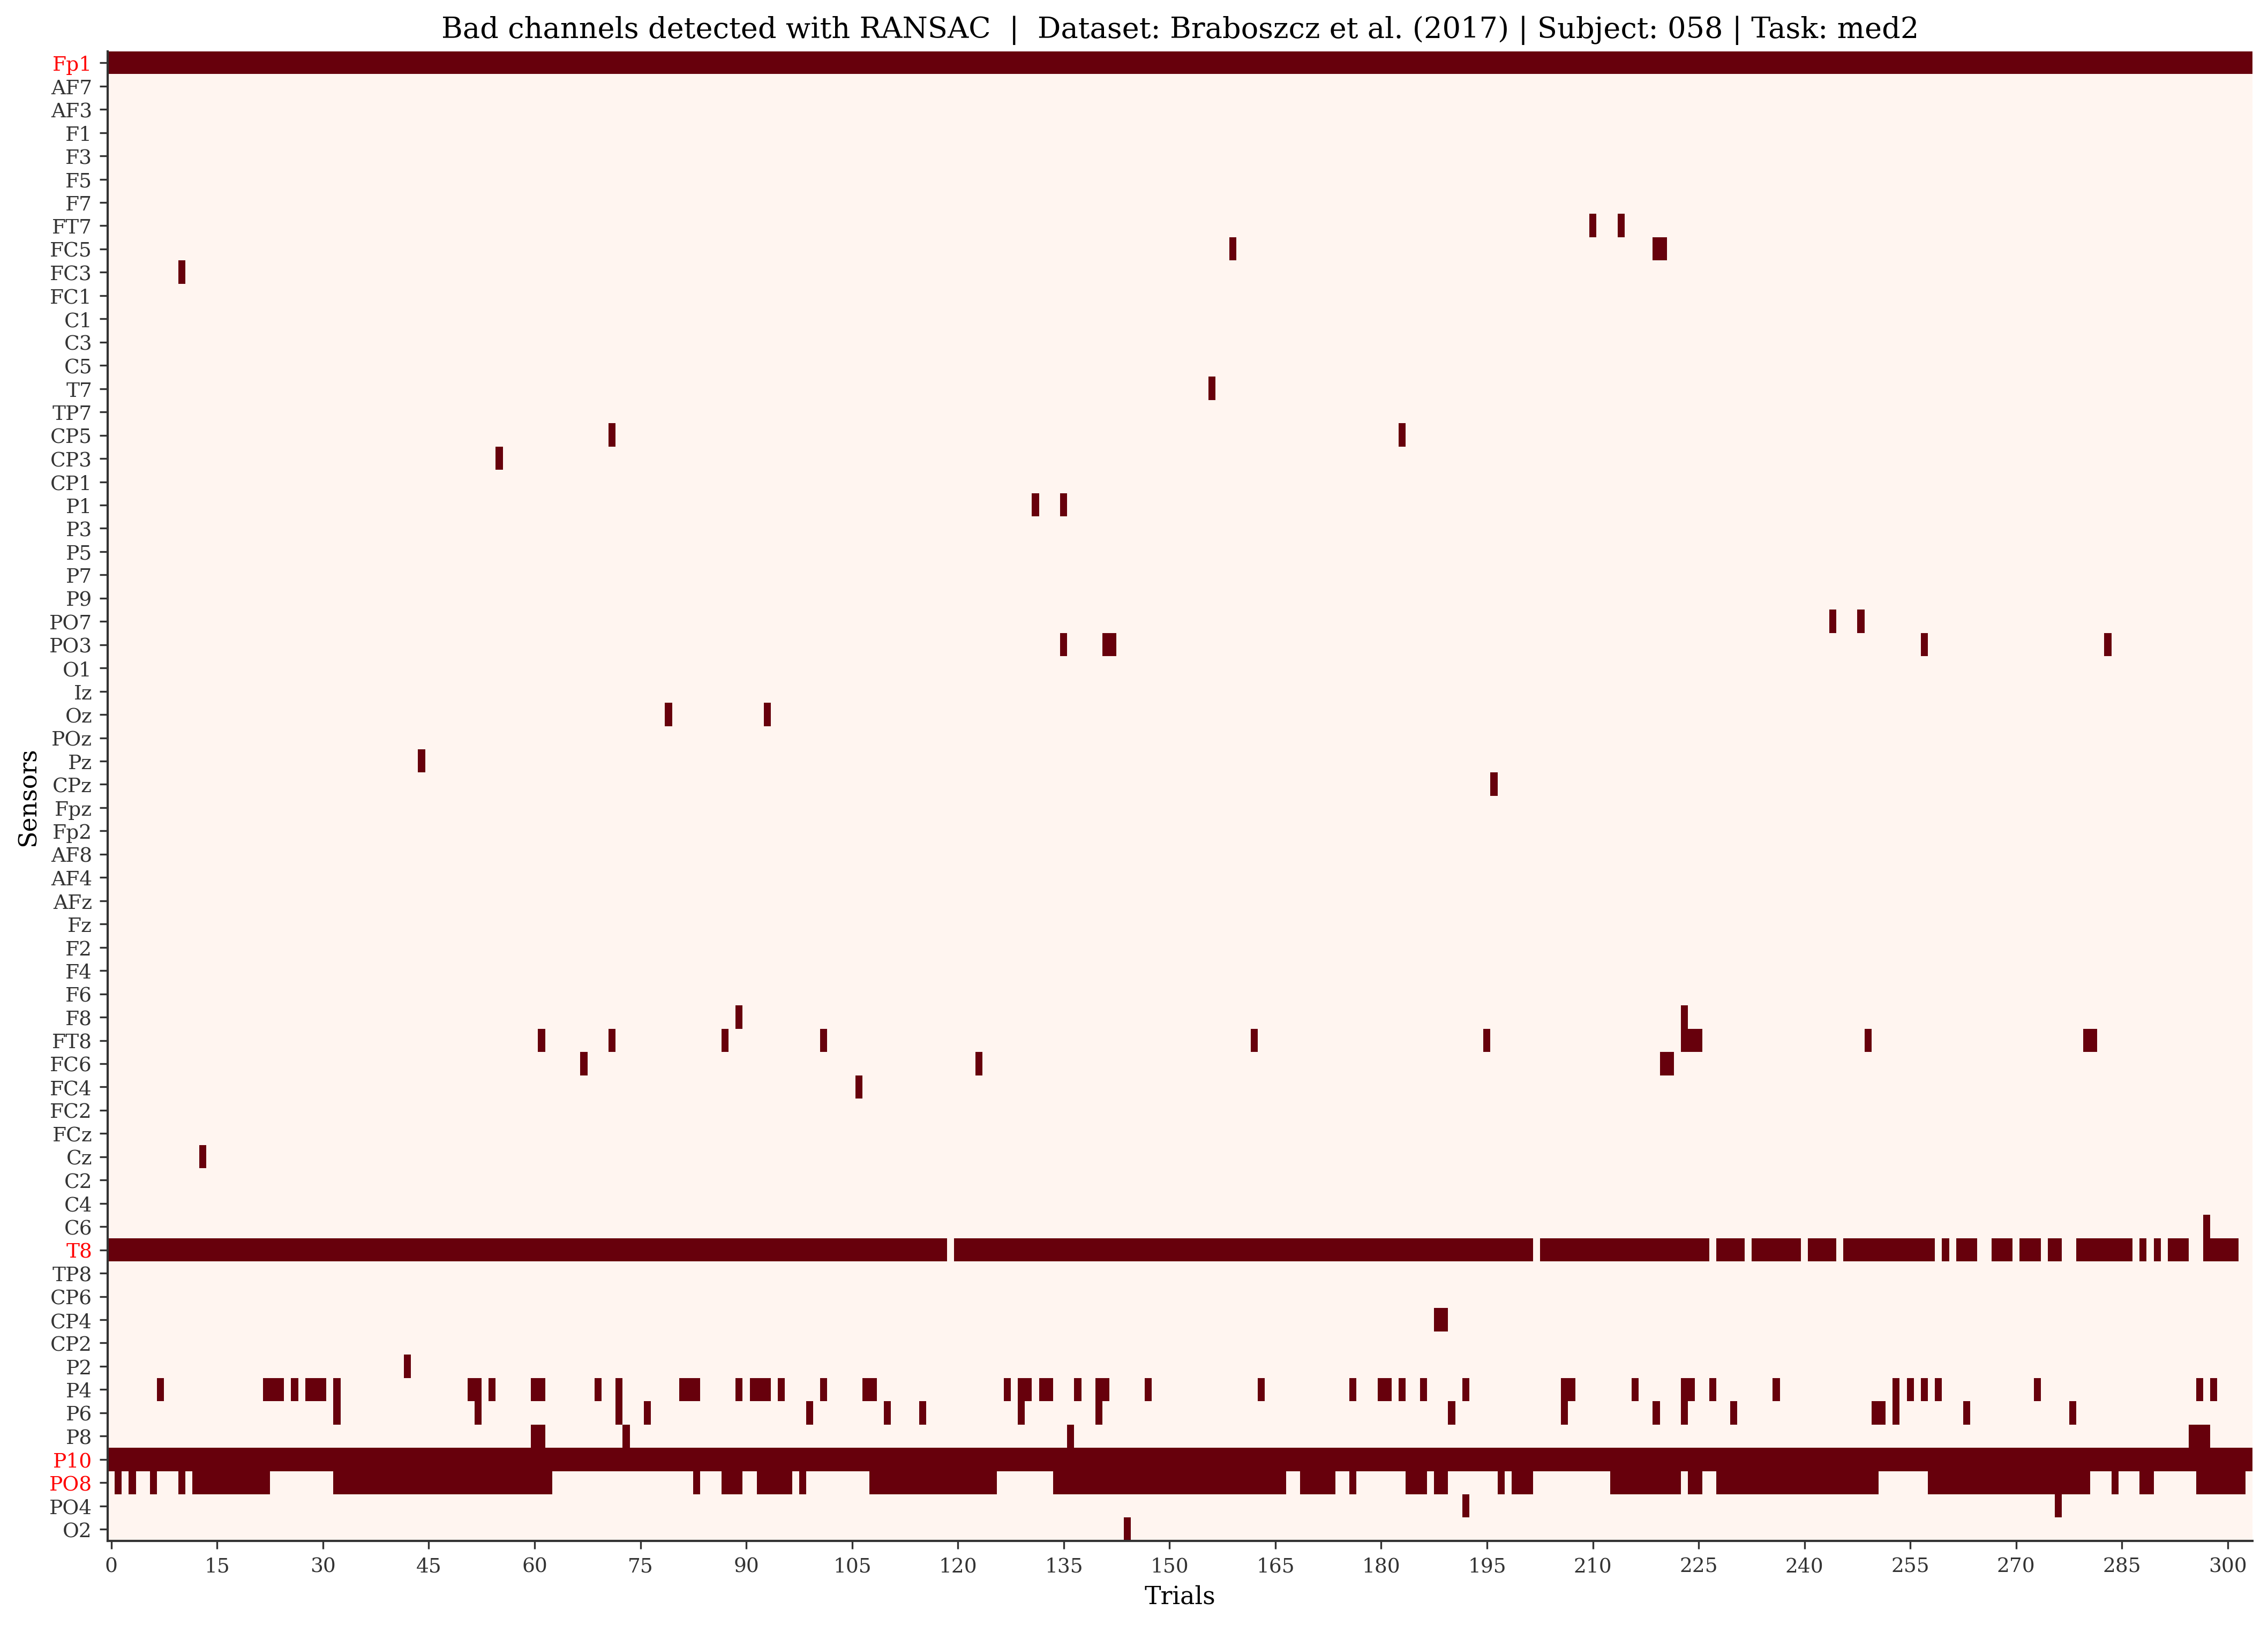 Bad channels detected with RANSAC | Dataset: Braboszcz et al. (2017) | Subject: 058 | Task: med2
Sensors
Fp1
AF7
AF3
F1
F3
F5
F7
FT7
FC5
FC3
FC1
C1
C3
C5
T7
TP7
CP5
CP3
CP1
P1
P3
P5
P7
P9
PO7
PO3
O1
Iz
Oz
POz
Pz
CPz
Fpz
Fp2
AF8
AF4
AFz
Fz
F2
F4
F6
F8
FT8
FC6
FC4
FC2
FCz
Cz
C2
C4
C6
T8
TP8
CP6
CP4
CP2
P2
P4
P6
P8
P10
PO8
PO4
O2
0 15 30 45 60 75 90 105 120 135 150 165 180 195 210 225 240 255 270 285 300
Trials